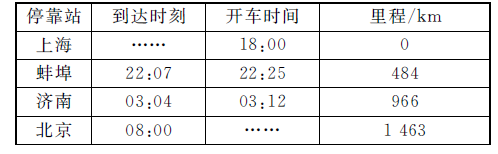 停靠站 到达时刻 开车时间 里程/km
上海 …… 18:00 0
蚌埠 22:07 22:25 484
济南 03:04 03:12 966
北京 08:00 …… 1 463